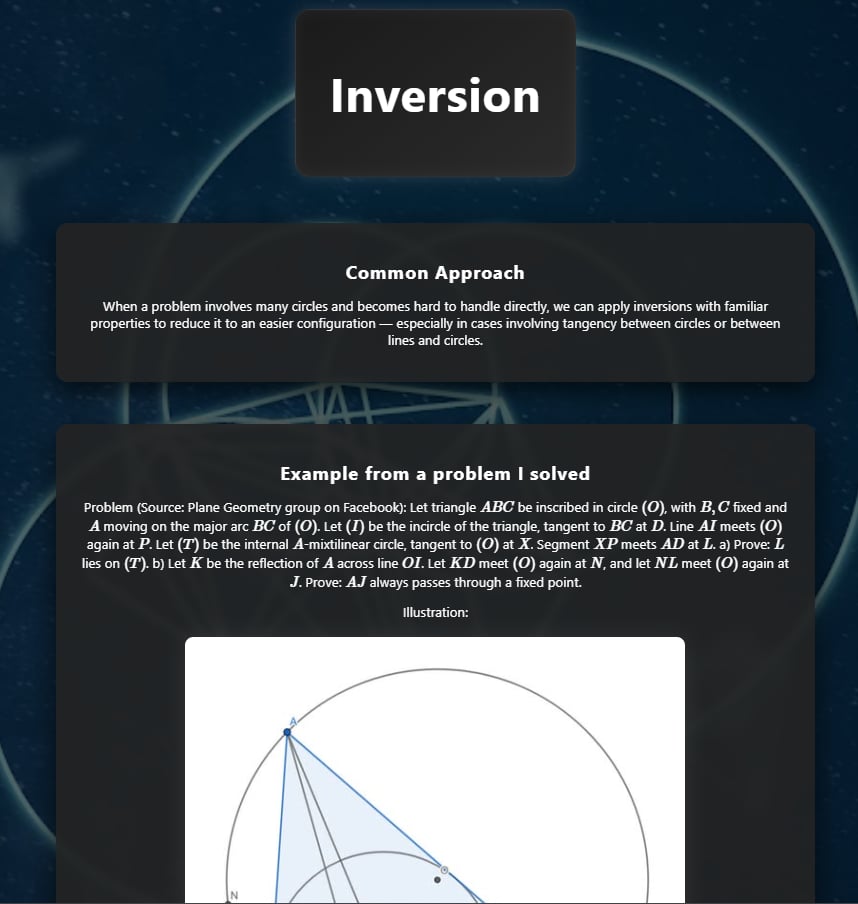 Inversion
Common Approach
When a problem involves many circles and becomes hard to handle directly, we can apply inversions with familiar
properties to reduce it to an easier configuration — especially in cases involving tangency between circles or between
lines and circles.
Example from a problem I solved
Problem (Source: Plane Geometry group on Facebook): Let triangle ABC be inscribed in circle (O), with B, C fixed and
A moving on the major arc BC of (O). Let (I) be the incircle of the triangle, tangent to BC at D. Line AI meets (O)
again at P. Let (T) be the internal A-mixtilinear circle, tangent to (O) at X. Segment XP meets AD at L. a) Prove: L
lies on (T). b) Let K be the reflection of A across line OI. Let KD meet (O) again at N, and let NL meet (O) again at
J. Prove: AJ always passes through a fixed point.
Illustration:
A
O
N